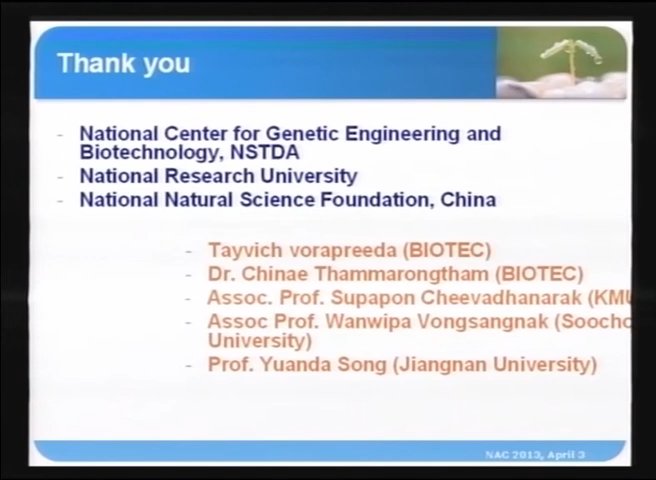 Thank you
- National Center for Genetic Engineering and
Biotechnology, NSTDA
- National Research University
- National Natural Science Foundation, China
- Tayvich vorapreeda (BIOTEC)
- Dr. Chinae Thammarongtham (BIOTEC)
- Assoc. Prof. Supapon Cheevadhanarak (KMU
- Assoc Prof. Wanwipa Vongsangnak (Soocho
University)
- Prof. Yuanda Song (Jiangnan University)
NAC 2013, April 3